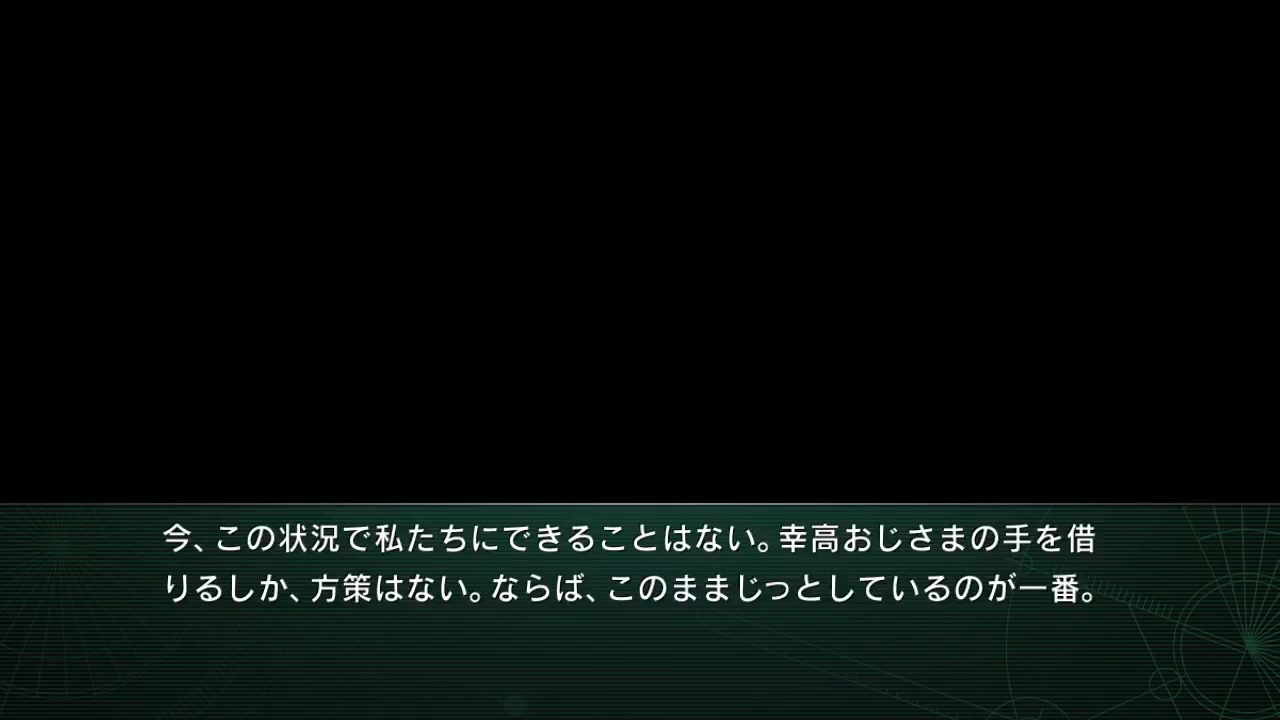 今、この状況で私たちにできることはない。幸高おじさまの手を借
りるしか、方策はない。ならば、このままじっとしているのが一番。